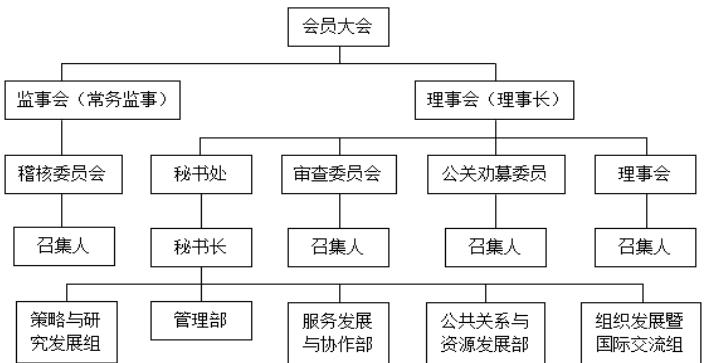 会员大会
监事会（常务监事）
理事会（理事长）
稽核委员会
秘书处
审查委员会
公关劝募委员
理事会
召集人
秘书长
召集人
召集人
召集人
策略与研
究发展组
管理部
服务发展
与协作部
公共关系与
资源发展部
组织发展暨
国际交流组